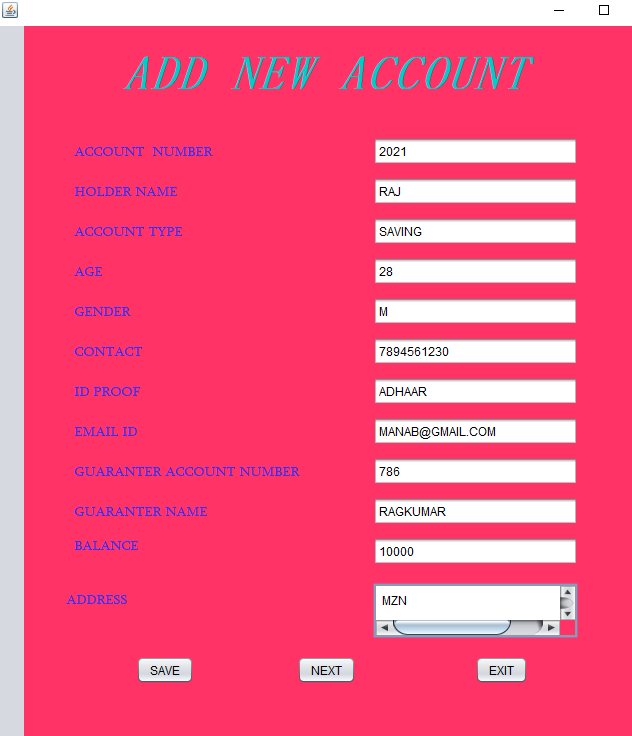 ADD NEW ACCOUNT
ACCOUNT NUMBER 2021
HOLDER NAME RAJ
ACCOUNT TYPE SAVING
AGE 28
GENDER M
CONTACT 7894561230
ID PROOF ADHAAR
EMAIL ID MANAB@GMAIL.COM
GUARANTER ACCOUNT NUMBER 786
GUARANTER NAME RAGKUMAR
BALANCE 10000
ADDRESS MZN
SAVE NEXT EXIT